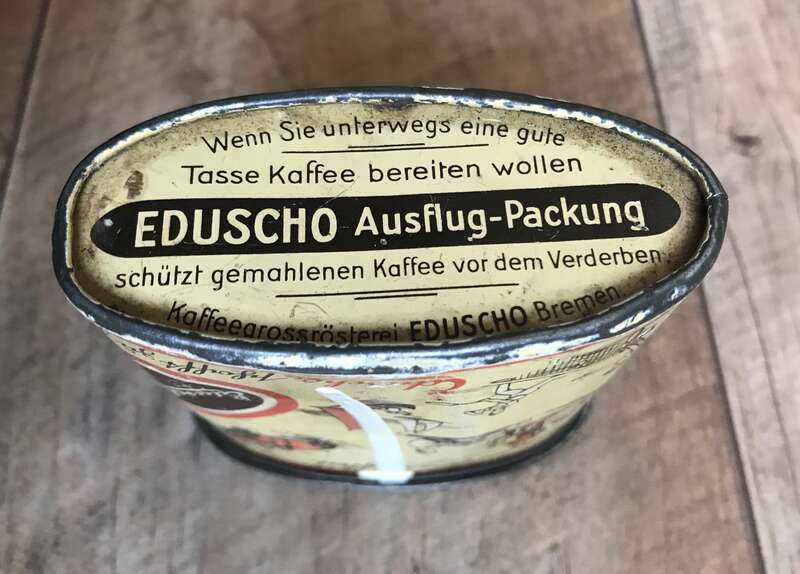 Wenn Sie unterwegs eine gute
Tasse Kaffee bereiten wollen
EDUSCHO Ausflug-Packung
schützt gemahlenen Kaffee vor dem Verderben.
Kaffeegrossrösterei EDUSCHO Bremen